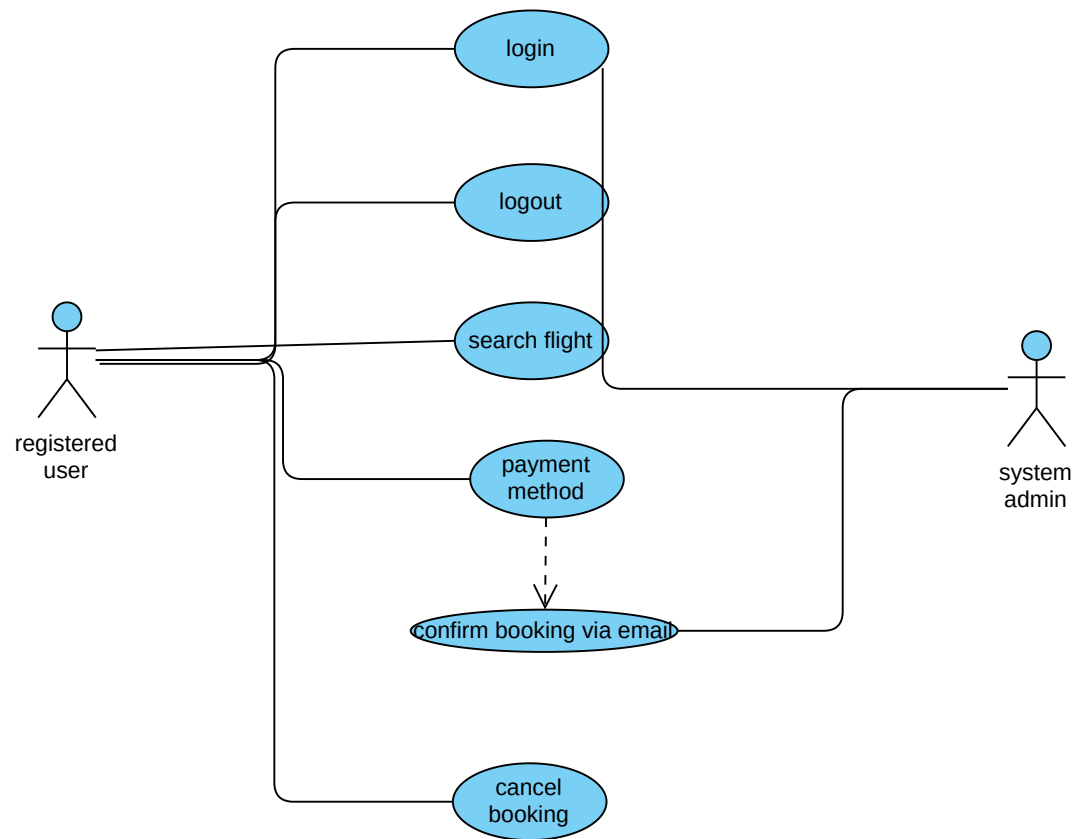 login
logout
search flight
registered
user
payment
method
system
admin
confirm booking via email
cancel
booking